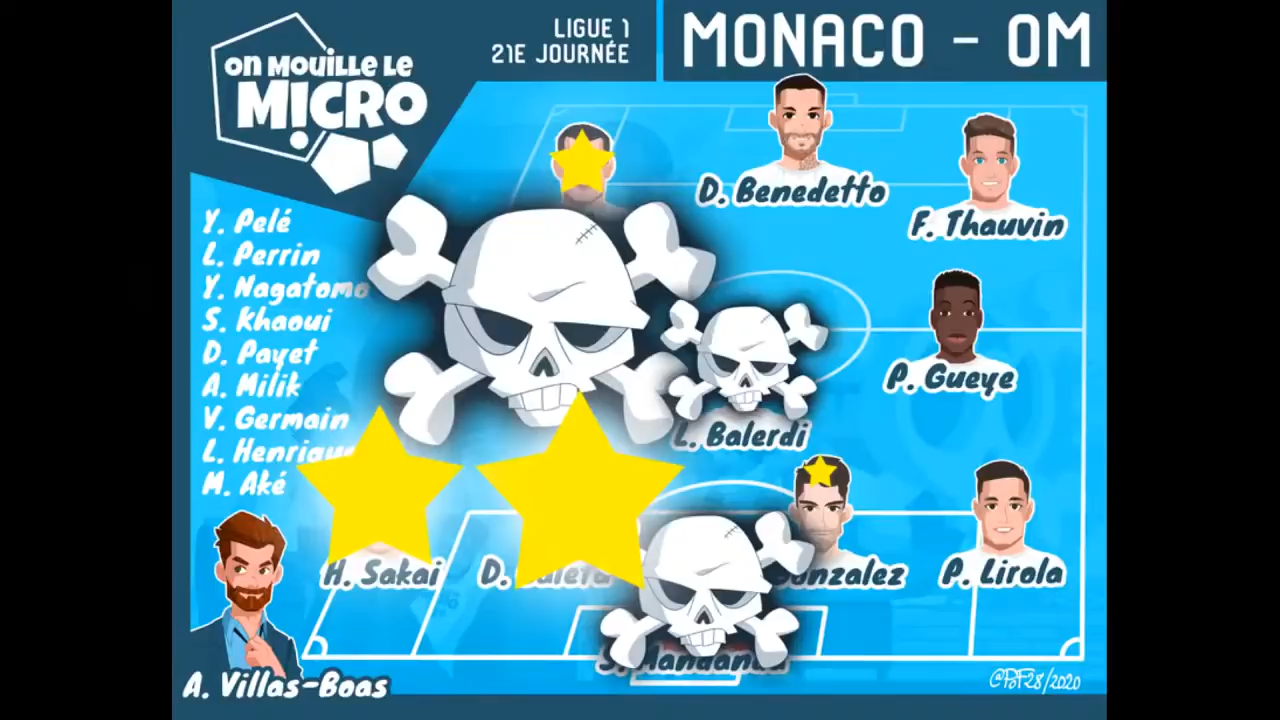 On Mouille le
Micro
LIGUE 1
21E JOURNÉE
MONACO - OM
D. Benedetto
F. Thauvin
Y. Pelé
L. Perrin
Y. Nagatomo
S. Khaoui
D. Payet
A. Milik
V. Germain
L.
M. Aké
P. Gueye
L. Balerdi
H. Sakai
D.
P. Lirola
S.
A. Villas-Boas
@PoF28/2020